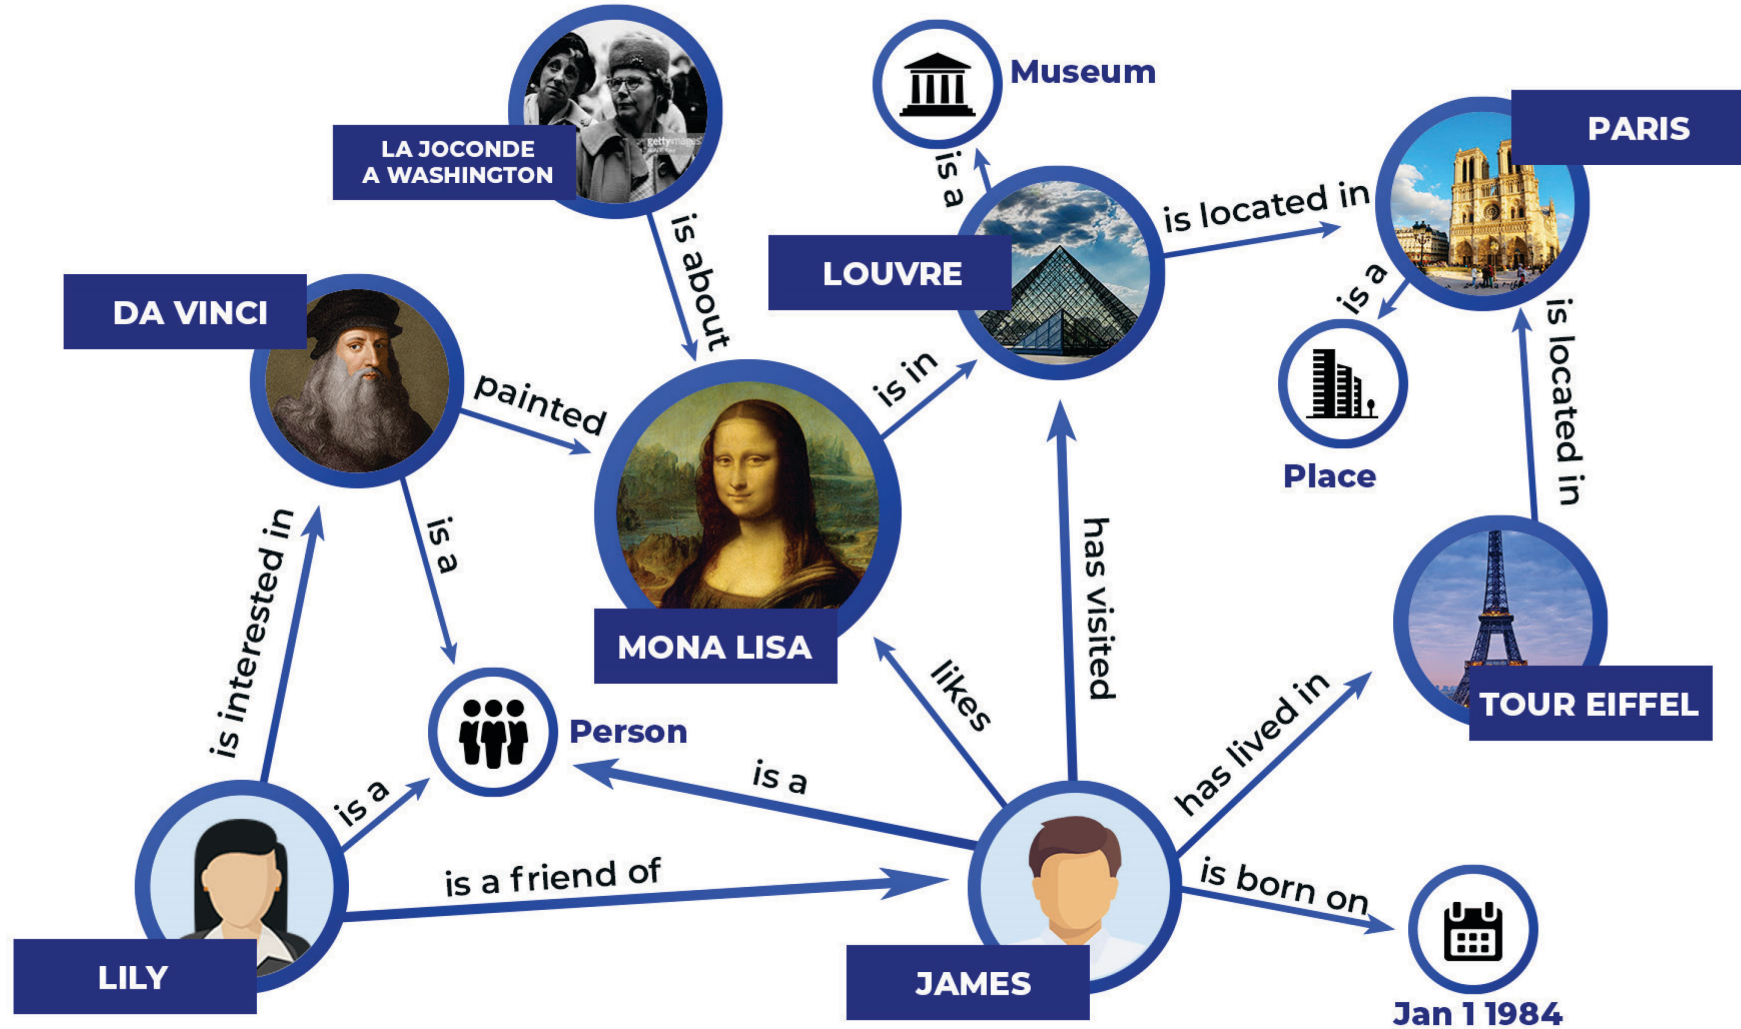 LA JOCONDE
A WASHINGTON
gettyimages
Museum
PARIS
is a
is located in
is about
LOUVRE
is a
DA VINCI
painted
is in
is located in
Place
is interested in
is a
MONA LISA
has visited
likes
has lived in
TOUR EIFFEL
Person
is a
is a
is a friend of
is born on
LILY
JAMES
Jan 1 1984